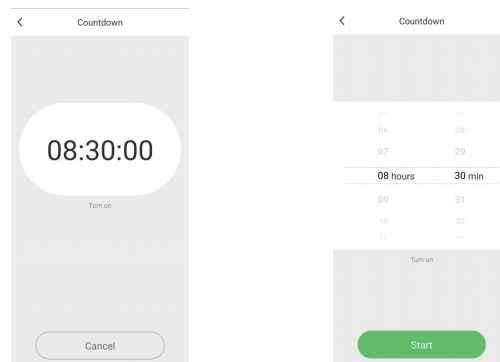 Countdown
08:30:00
Turn on
Cancel
Countdown
06 28
07 29
08 hours 30 min
09 31
10 32
Turn on
Start